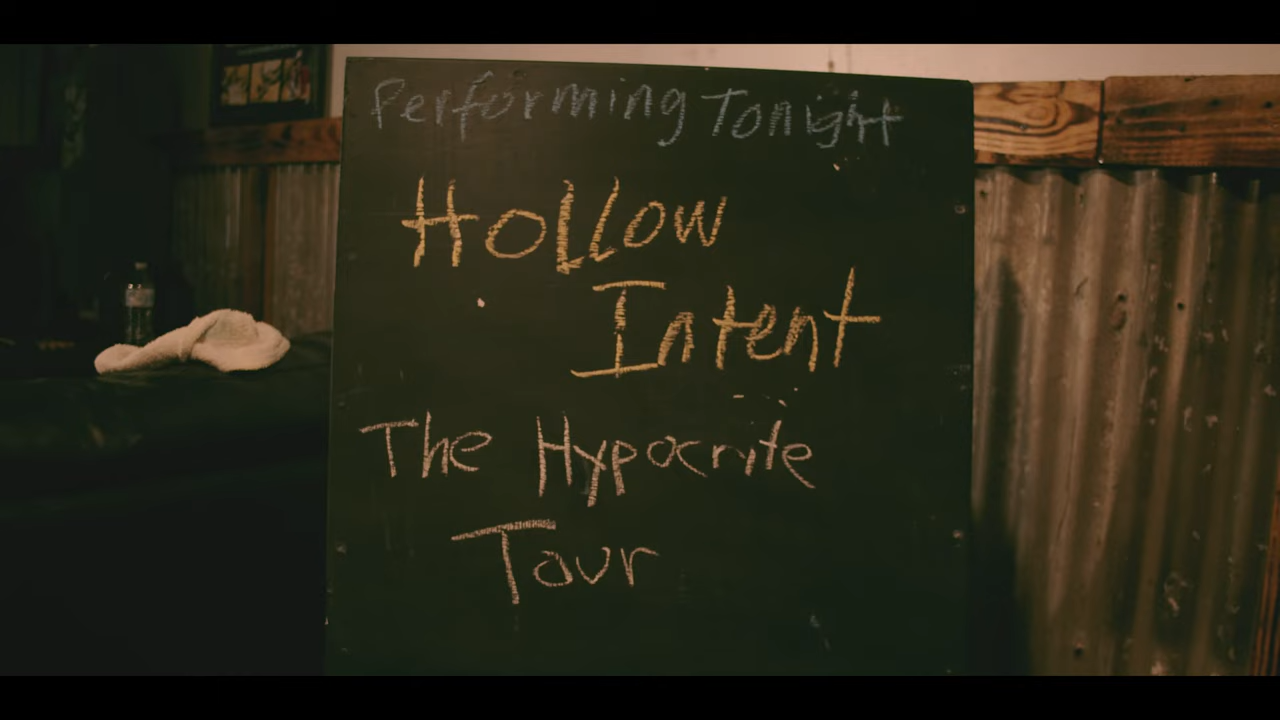 Performing Tonight
Hollow
Intent
The Hypocrite
Tour